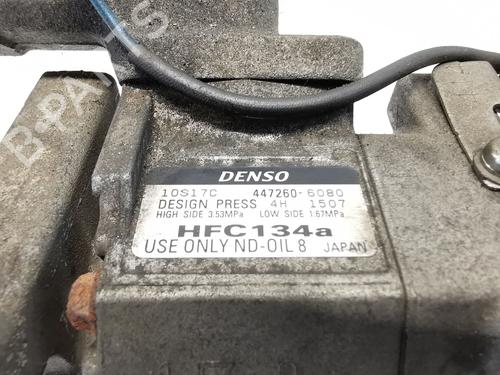 B-PARTS
DENSO
10S17C 447260-6080
DESIGN PRESS 4H 1507
HIGH SIDE 3.53MPa LOW SIDE 1.67MPa
HFC134a
USE ONLY ND-OIL 8 JAPAN